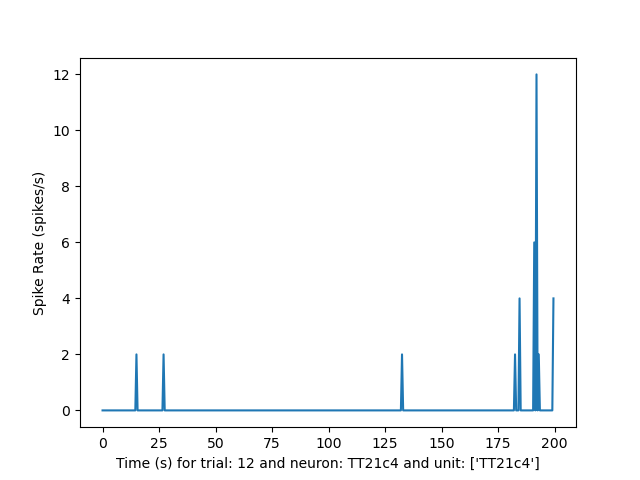 12
10
8
6
4
2
0
Spike Rate (spikes/s)
0 25 50 75 100 125 150 175 200
Time (s) for trial: 12 and neuron: TT21c4 and unit: ['TT21c4']